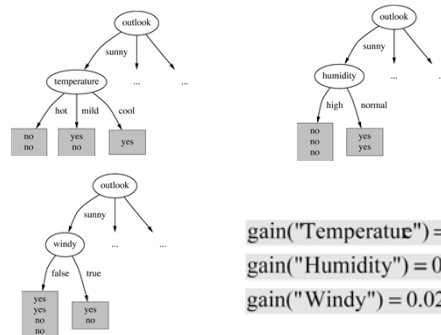 outlook
sunny
temperature
...
...
hot
mild
cool
no
no
yes
no
yes
outlook
sunny
humidity
...
...
high
normal
no
no
no
yes
yes
outlook
sunny
windy
...
...
false
true
yes
yes
no
no
yes
no
gain("Temperature") =
gain("Humidity") = 0
gain("Windy") = 0.02